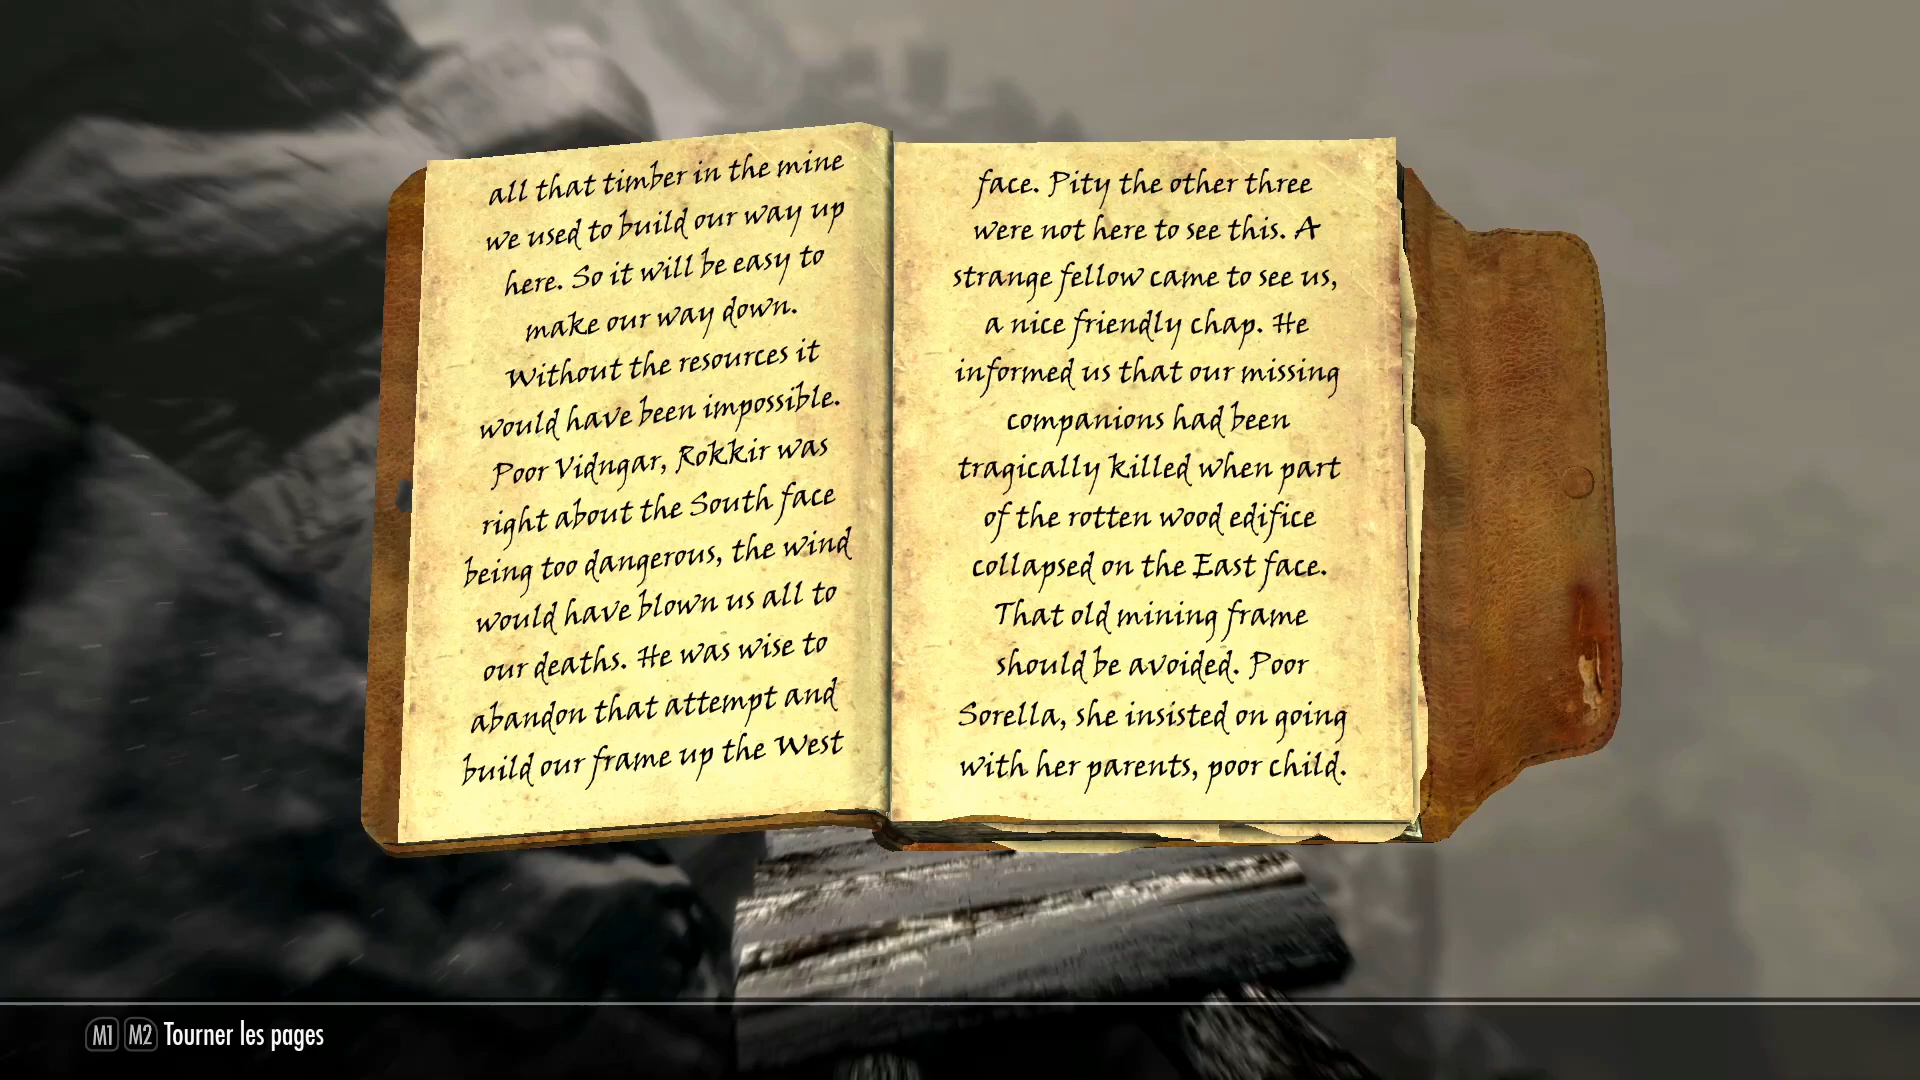 all that timber in the mine
we used to build our way up
here. So it will be easy to
make our way down.
Without the resources it
would have been impossible.
Poor Vidngar, Rokkir was
right about the South face
being too dangerous, the wind
would have blown us all to
our deaths. He was wise to
abandon that attempt and
build our frame up the West
face. Pity the other three
were not here to see this. A
strange fellow came to see us,
a nice friendly chap. He
informed us that our missing
companions had been
tragically killed when part
of the rotten wood edifice
collapsed on the East face.
That old mining frame
should be avoided. Poor
Sorella, she insisted on going
with her parents, poor child.
M1 M2 Tourner les pages